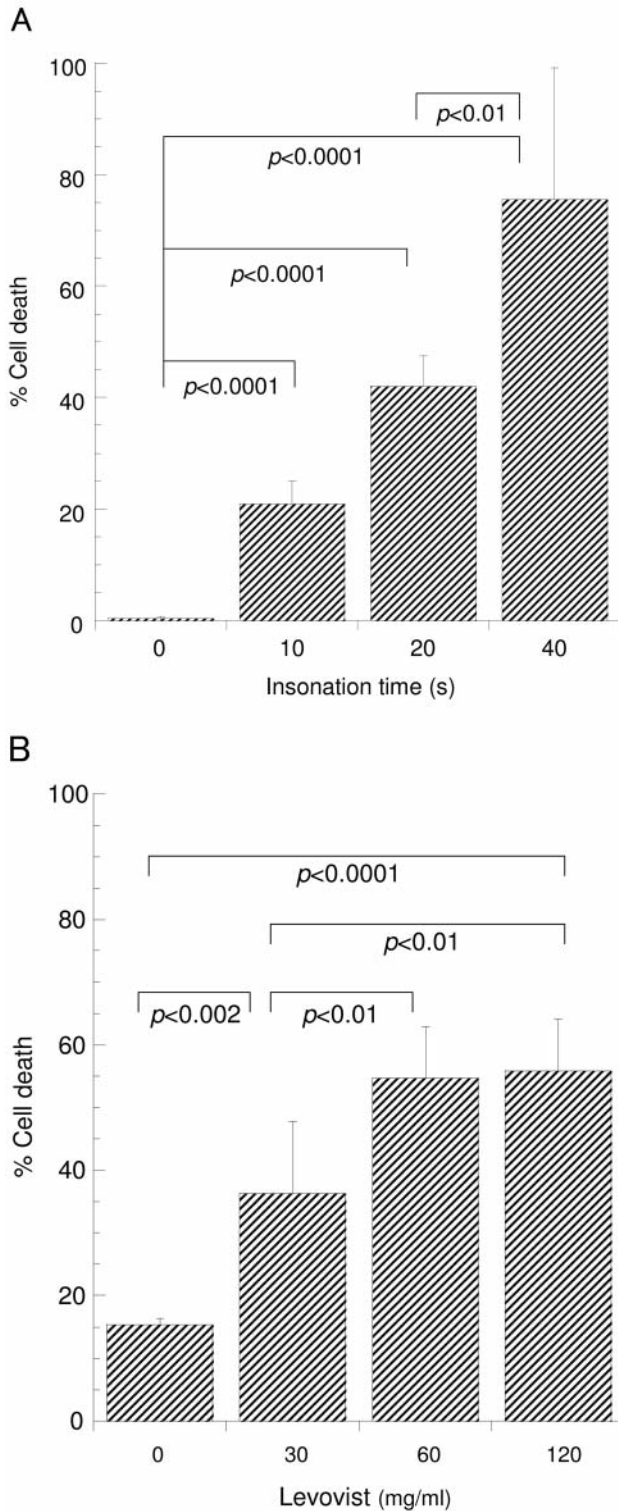 A
100
p<0.01
p<0.0001
80
p<0.0001
60
% Cell death
p<0.0001
40
20
0
0 10 20 40
Insonation time (s)
B
100
p<0.0001
80
p<0.01
p<0.002 p<0.01
60
% Cell death
40
20
0
0 30 60 120
Levovist (mg/ml)